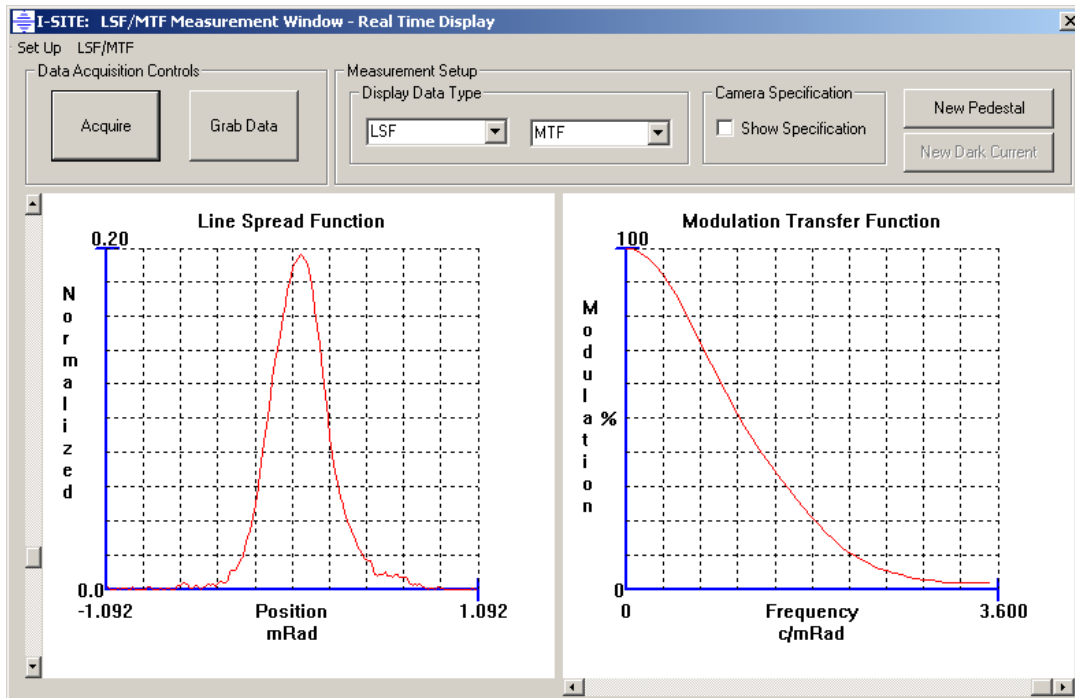 I-SITE: LSF/MTF Measurement Window - Real Time Display
Set Up LSF/MTF
Data Acquisition Controls
Acquire
Grab Data
Measurement Setup
Display Data Type
LSF
MTF
Camera Specification
Show Specification
New Pedestal
New Dark Current
Line Spread Function
0.20
Normalized
0.0
-1.092
Position
1.092
mRad
Modulation Transfer Function
100
Modulation
%
0
0
Frequency
3.600
c/mRad